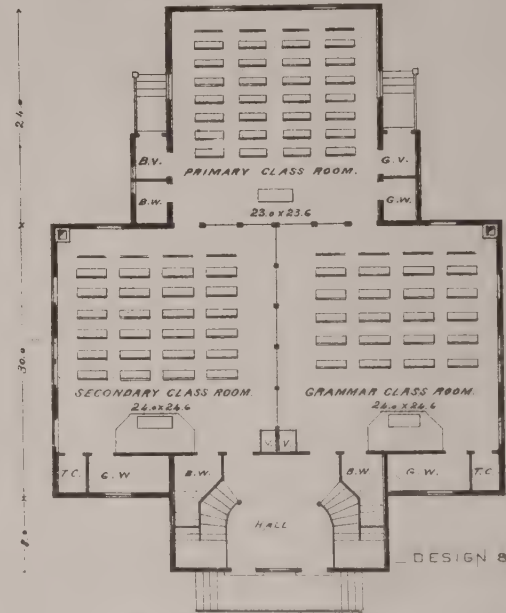 24.0
B.V.
G.V.
PRIMARY CLASS ROOM.
B.W.
G.W.
23.0 x 23.6
30.0
SECONDARY CLASS ROOM.
24.0 x 24.6
GRAMMAR CLASS ROOM.
24.0 x 24.6
V. V.
T.C.
G.W
B.W.
B.W
G.W.
T.C.
HALL
DESIGN 8